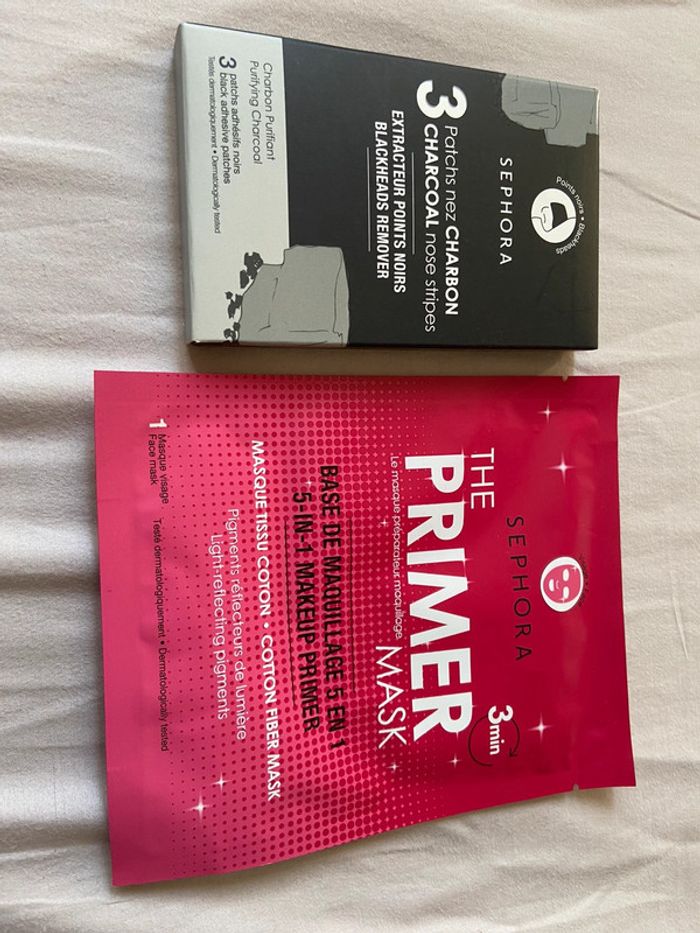 Points noirs • Blackheads
SEPHORA
3 Patchs nez CHARBON
CHARCOAL nose stripes
EXTRACTEUR POINTS NOIRS
BLACKHEADS REMOVER
Charbon Purifiant
Purifying Charcoal
3 patchs adhésifs noirs
black adhesive patches
Testés dermatologiquement • Dermatologically tested
SEPHORA
3min
THE
PRIMER
MASK
Le masque préparateur maquillage
BASE DE MAQUILLAGE 5 EN 1
5-IN-1 MAKEUP PRIMER
MASQUE TISSU COTON • COTTON FIBER MASK
Pigments réflecteurs de lumière
Light-reflecting pigments
1 Masque visage
Face mask
Testé dermatologiquement • Dermatologically tested